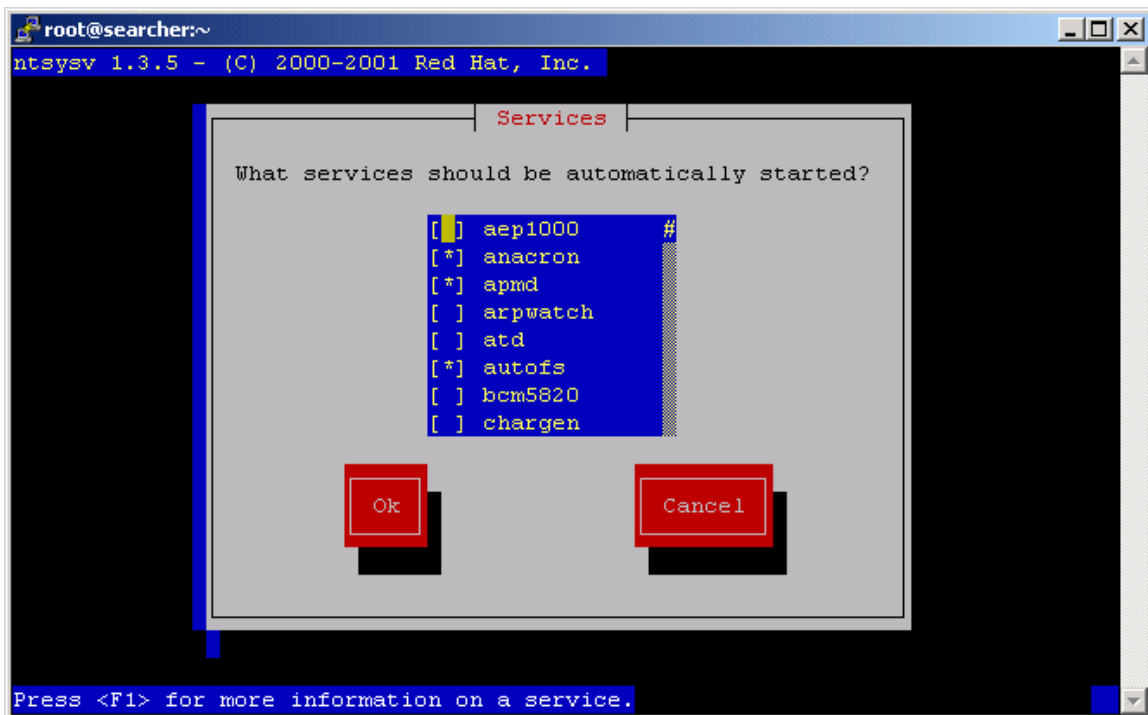 root@searcher:~
ntsysv 1.3.5 - (C) 2000-2001 Red Hat, Inc.
Services
What services should be automatically started?
[ ] aep1000 #
[*] anacron
[*] apmd
[ ] arpwatch
[ ] atd
[*] autofs
[ ] bcm5820
[ ] chargen
Ok Cancel
Press <F1> for more information on a service.